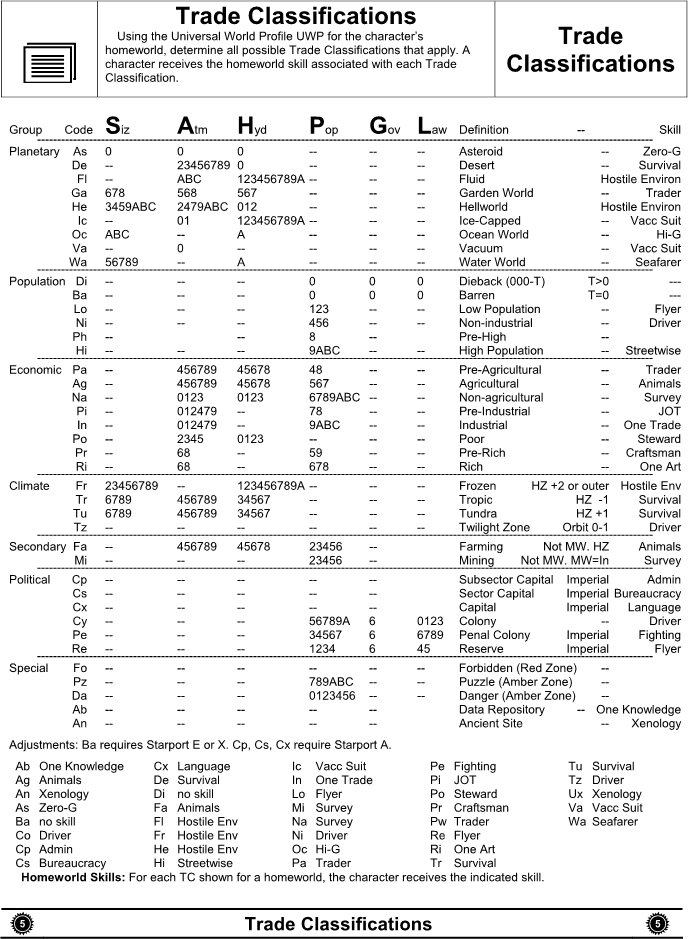 Trade Classifications
Using the Universal World Profile UWP for the character's
homeworld, determine all possible Trade Classifications that apply. A
character receives the homeworld skill associated with each Trade
Classification.
Trade
Classifications
Group Code Siz Atm Hyd Pop Gov Law Definition -- Skill
Planetary As 0 0 0 -- -- -- Asteroid -- Zero-G
De -- 23456789 0 -- -- -- Desert -- Survival
Fl -- ABC 123456789A -- -- -- Fluid Hostile Environ
Ga 678 568 567 -- -- -- Garden World -- Trader
He 3459ABC 2479ABC 012 -- -- -- Hellworld Hostile Environ
Ic -- 01 123456789A -- -- -- Ice-Capped -- Vacc Suit
Oc ABC -- A -- -- -- Ocean World -- Hi-G
Va -- 0 -- -- -- -- Vacuum -- Vacc Suit
Wa 56789 -- A -- -- -- Water World -- Seafarer
Population Di -- -- -- 0 0 0 Dieback (000-T) T>0 ---
Ba -- -- -- 0 0 0 Barren T=0 ---
Lo -- -- -- 123 -- -- Low Population -- Flyer
Ni -- -- -- 456 -- -- Non-industrial -- Driver
Ph -- 8 -- -- Pre-High --
Hi -- -- -- 9ABC -- -- High Population -- Streetwise
Economic Pa -- 456789 45678 48 -- -- Pre-Agricultural -- Trader
Ag -- 456789 45678 567 -- -- Agricultural -- Animals
Na -- 0123 0123 6789ABC -- -- Non-agricultural -- Survey
Pi -- 012479 -- 78 -- -- Pre-Industrial -- JOT
In -- 012479 -- 9ABC -- -- Industrial -- One Trade
Po -- 2345 0123 -- -- -- Poor -- Steward
Pr -- 68 -- 59 -- -- Pre-Rich -- Craftsman
Ri -- 68 -- 678 -- -- Rich -- One Art
Climate Fr 23456789 -- 123456789A -- -- -- Frozen HZ +2 or outer Hostile Env
Tr 6789 456789 34567 -- -- -- Tropic HZ -1 Survival
Tu 6789 456789 34567 -- -- -- Tundra HZ +1 Survival
Tz -- -- -- -- -- -- Twilight Zone Orbit 0-1 Driver
Secondary Fa -- 456789 45678 23456 -- Farming Not MW. HZ Animals
Mi -- -- -- 23456 -- Mining Not MW. MW=In Survey
Political Cp -- -- -- -- -- -- Subsector Capital Imperial Admin
Cs -- -- -- -- -- -- Sector Capital Imperial Bureaucracy
Cx -- -- -- -- -- -- Capital Imperial Language
Cy -- -- -- 56789A 6 0123 Colony -- Driver
Pe -- -- -- 34567 6 6789 Penal Colony Imperial Fighting
Re -- -- -- 1234 6 45 Reserve Imperial Flyer
Special Fo -- -- -- -- -- -- Forbidden (Red Zone) --
Pz -- -- -- 789ABC -- -- Puzzle (Amber Zone) --
Da -- -- -- 0123456 -- -- Danger (Amber Zone) --
Ab -- -- -- -- -- -- Data Repository -- One Knowledge
An -- -- -- -- -- -- Ancient Site -- Xenology
Adjustments: Ba requires Starport E or X. Cp, Cs, Cx require Starport A.
Ab One Knowledge Cx Language Ic Vacc Suit Pe Fighting Tu Survival
Ag Animals De Survival In One Trade Pi JOT Tz Driver
An Xenology Di no skill Lo Flyer Po Steward Ux Xenology
As Zero-G Fa Animals Mi Survey Pr Craftsman Va Vacc Suit
Ba no skill Fl Hostile Env Na Survey Pw Trader Wa Seafarer
Co Driver Fr Hostile Env Ni Driver Re Flyer
Cp Admin He Hostile Env Oc Hi-G Ri One Art
Cs Bureaucracy Hi Streetwise Pa Trader Tr Survival
Homeworld Skills: For each TC shown for a homeworld, the character receives the indicated skill.
5 Trade Classifications 5